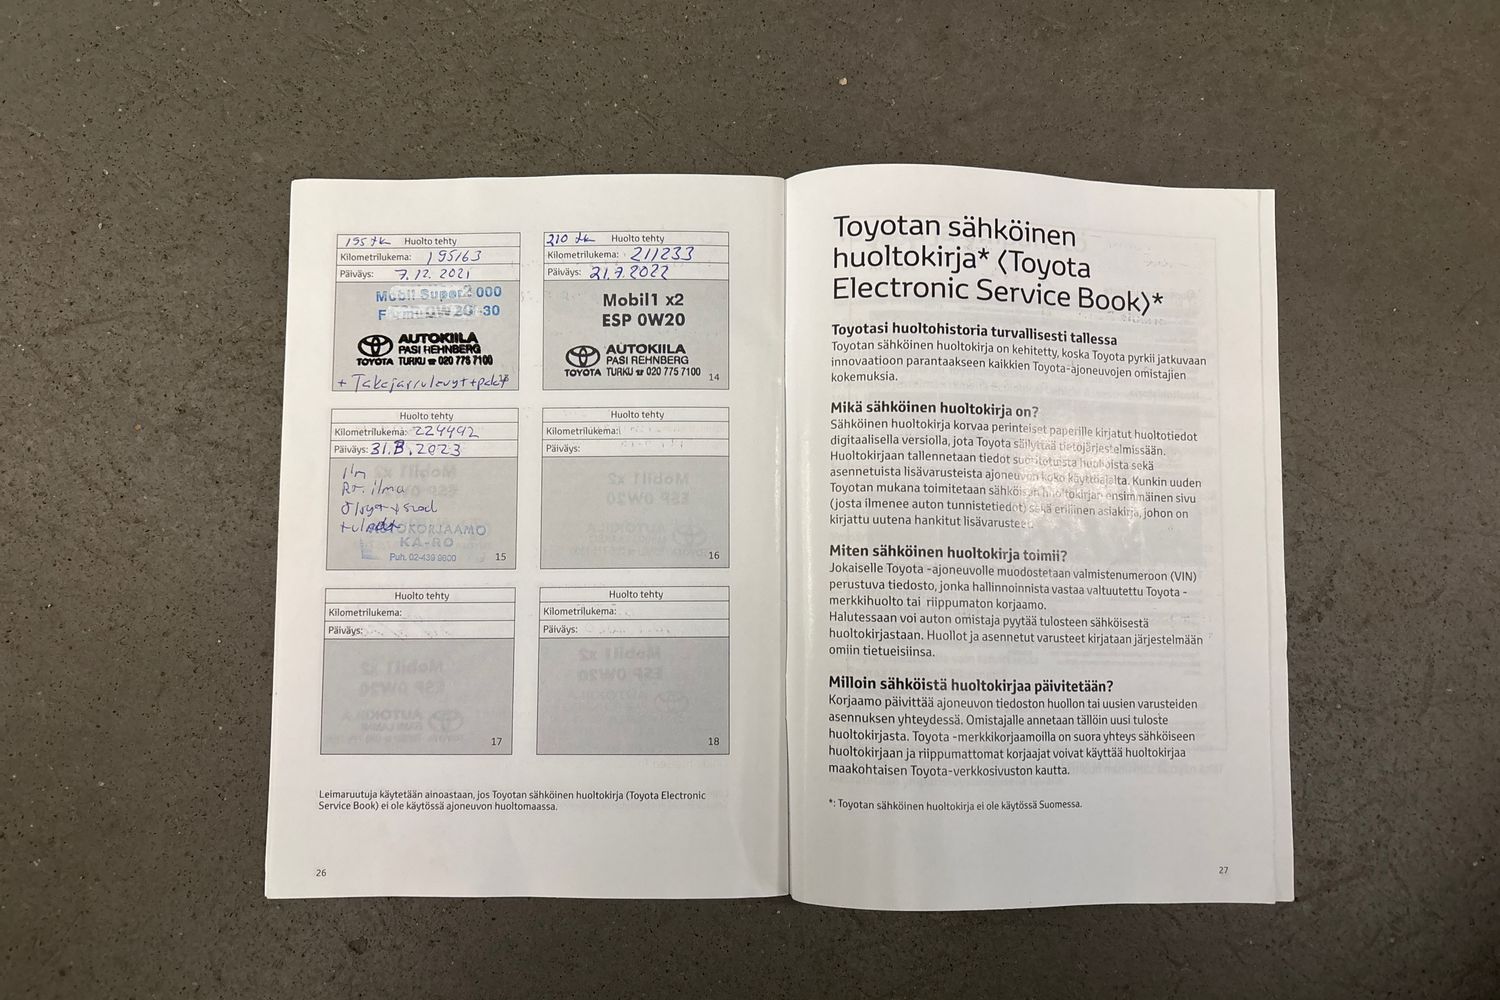 195 tk Huolto tehty
Kilometrilukema: 195163
Päiväys: 7.12.2021
Mobil Super 000
AUTOKIILA
PASI REHNBERG
TOYOTA TURKU ☎ 020 775 7100
+ Takajarrulevyt+palat
210 tk Huolto tehty
Kilometrilukema: 211233
Päiväys: 21.7.2022
Mobil1 x2
ESP 0W20
AUTOKIILA
PASI REHNBERG
TOYOTA TURKU ☎ 020 775 7100
14
Huolto tehty
Kilometrilukema: 224492
Päiväys: 31.8.2023
Rr. ilma
AUTOKORJAAMO
KA-RO
Puh. 02-439 9800
15
Huolto tehty
Kilometrilukema:
Päiväys:
16
Huolto tehty
Kilometrilukema:
Päiväys:
17
Huolto tehty
Kilometrilukema:
Päiväys:
18
Leimaruutuja käytetään ainoastaan, jos Toyotan sähköinen huoltokirja (Toyota Electronic
Service Book) ei ole käytössä ajoneuvon huoltomaassa.
26
Toyotan sähköinen
huoltokirja* (Toyota
Electronic Service Book)*
Toyotasi huoltohistoria turvallisesti tallessa
Toyotan sähköinen huoltokirja on kehitetty, koska Toyota pyrkii jatkuvaan
innovaatioon parantaakseen kaikkien Toyota-ajoneuvojen omistajien
kokemuksia.
Mikä sähköinen huoltokirja on?
Sähköinen huoltokirja korvaa perinteiset paperille kirjatut huoltotiedot
digitaalisella versiolla, jota Toyota säilyttää tietojärjestelmissään.
Huoltokirjaan tallennetaan tiedot suoritetuista huolloista sekä
asennetuista lisävarusteista ajoneuvon koko käyttöajalta. Kunkin uuden
Toyotan mukana toimitetaan sähköisen huoltokirjan ensimmäinen sivu
(josta ilmenee auton tunnistetiedot) sekä erillinen asiakirja, johon on
kirjattu uutena hankitut lisävarusteet.
Miten sähköinen huoltokirja toimii?
Jokaiselle Toyota -ajoneuvolle muodostetaan valmistenumeroon (VIN)
perustuva tiedosto, jonka hallinnoinnista vastaa valtuutettu Toyota -
merkkihuolto tai riippumaton korjaamo.
Halutessaan voi auton omistaja pyytää tulosteen sähköisestä
huoltokirjastaan. Huollot ja asennetut varusteet kirjataan järjestelmään
omiin tietueisiinsa.
Milloin sähköistä huoltokirjaa päivitetään?
Korjaamo päivittää ajoneuvon tiedoston huollon tai uusien varusteiden
asennuksen yhteydessä. Omistajalle annetaan tällöin uusi tuloste
huoltokirjasta. Toyota -merkkikorjaamoilla on suora yhteys sähköiseen
huoltokirjaan ja riippumattomat korjaajat voivat käyttää huoltokirjaa
maakohtaisen Toyota-verkkosivuston kautta.
*: Toyotan sähköinen huoltokirja ei ole käytössä Suomessa.
27